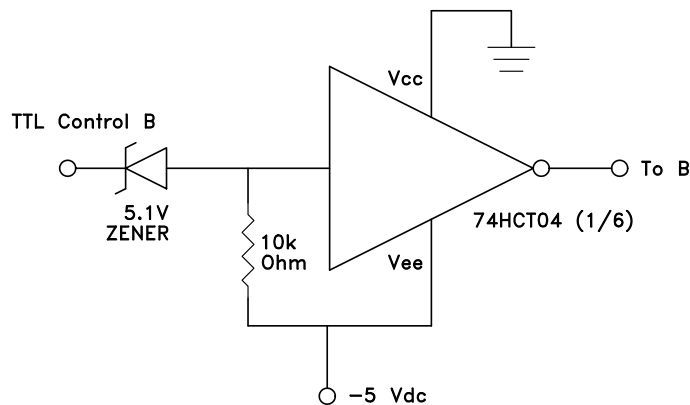 Vcc
TTL Control B
5.1V
ZENER
10k
Ohm
Vee
To B
74HCT04 (1/6)
-5 Vdc